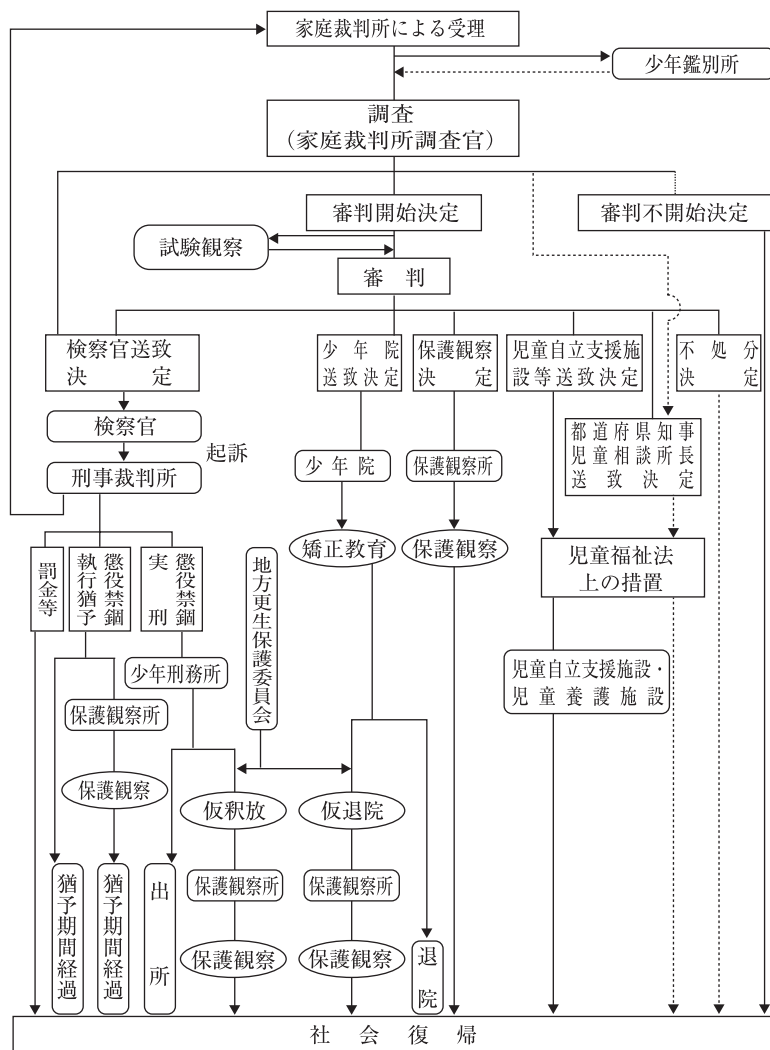 家庭裁判所による受理
少年鑑別所
調査
（家庭裁判所調査官）
審判開始決定
審判不開始決定
試験観察
審　判
検察官送致
決　　　定
少　年　院
送致決定
保護観察
決　　定
児童自立支援施
設等送致決定
不　処　分
決　　　定
検察官
起訴
刑事裁判所
少　年　院
保護観察所
都道府県知事
児童相談所長
送　致　決　定
矯正教育
保護観察
児童福祉法
上の措置
罰金等
懲役禁錮
執行猶予
懲役禁錮
実　　刑
地方更生保護委員会
少年刑務所
児童自立支援施設・
児童養護施設
保護観察所
保護観察
仮釈放
仮退院
猶予期間経過
猶予期間経過
出　　所
保護観察所
保護観察所
保護観察
保護観察
退　院
社　会　復　帰